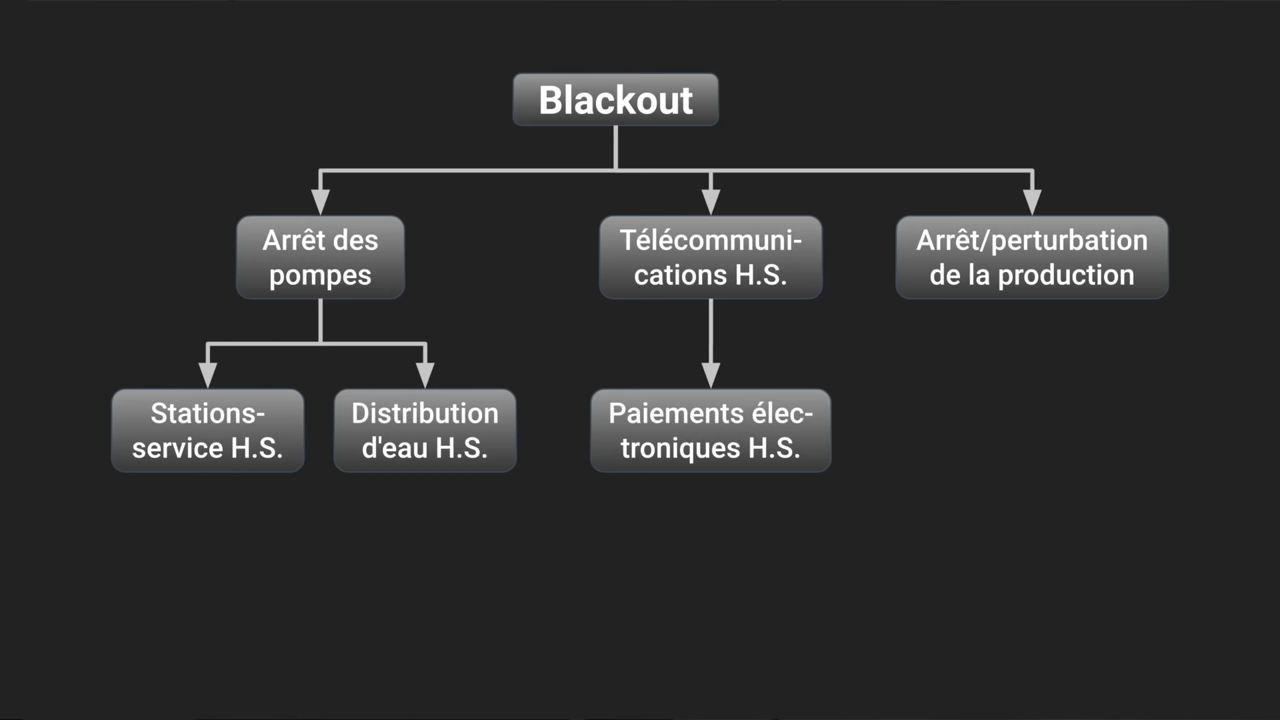 Blackout
Arrêt des
pompes
Télécommuni-
cations H.S.
Arrêt/perturbation
de la production
Stations-
service H.S.
Distribution
d'eau H.S.
Paiements élec-
troniques H.S.